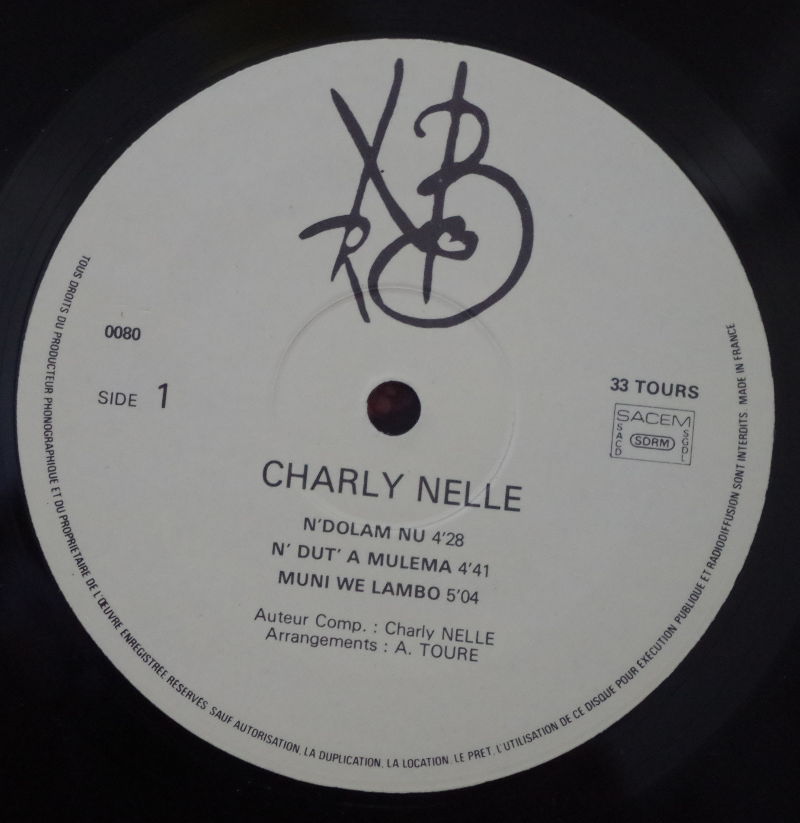 0080
SIDE 1
33 TOURS
SACEM
SACD
SDRM
SGDL
CHARLY NELLE
N'DOLAM NU 4'28
N' DUT' A MULEMA 4'41
MUNI WE LAMBO 5'04
Auteur Comp. : Charly NELLE
Arrangements : A. TOURE
TOUS DROITS DU PRODUCTEUR PHONOGRAPHIQUE ET DU PROPRIETAIRE DE L'ŒUVRE ENREGISTREE RESERVES SAUF AUTORISATION, LA DUPLICATION, LA LOCATION, LE PRET, L'UTILISATION DE CE DISQUE POUR EXECUTION PUBLIQUE ET RADIODIFFUSION SONT INTERDITS MADE IN FRANCE